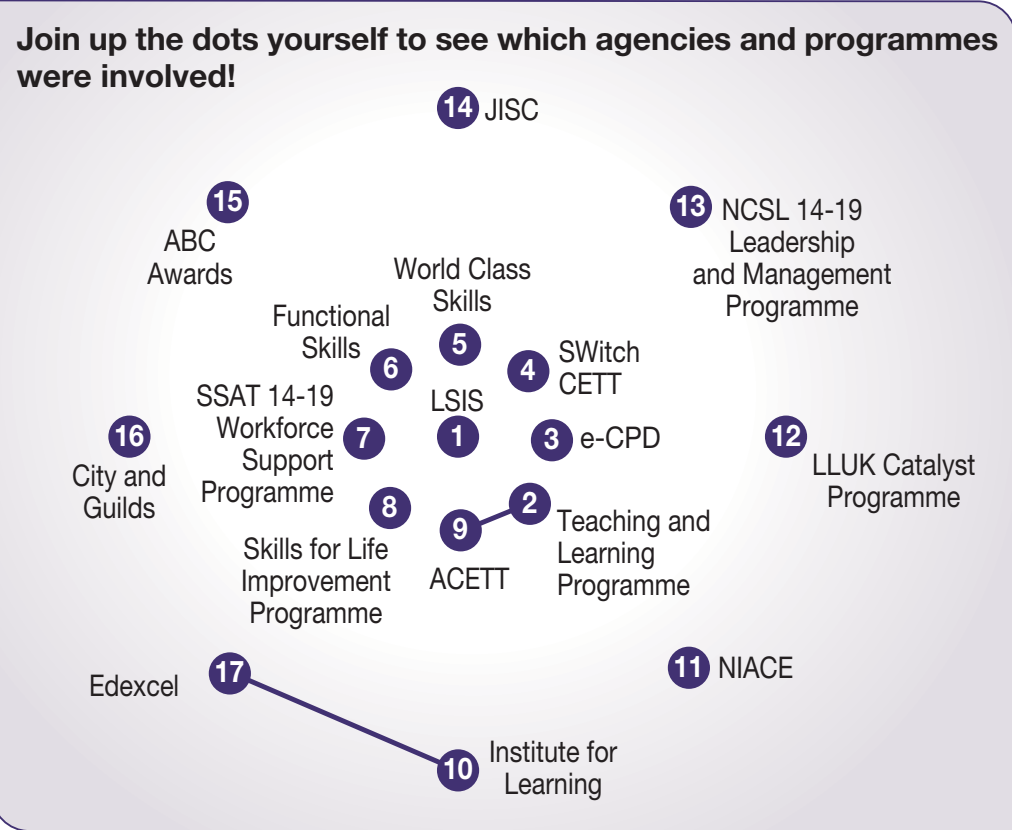 Join up the dots yourself to see which agencies and programmes
were involved!
14 JISC
15
ABC
Awards
13 NCSL 14-19
Leadership
and Management
Programme
World Class
Skills
5
Functional
Skills
6
4 SWitch
CETT
SSAT 14-19
Workforce
Support
Programme
7
LSIS
1
3 e-CPD
16
City and
Guilds
12
LLUK Catalyst
Programme
8
Skills for Life
Improvement
Programme
9
ACETT
2
Teaching and
Learning
Programme
Edexcel 17
11 NIACE
10 Institute for
Learning